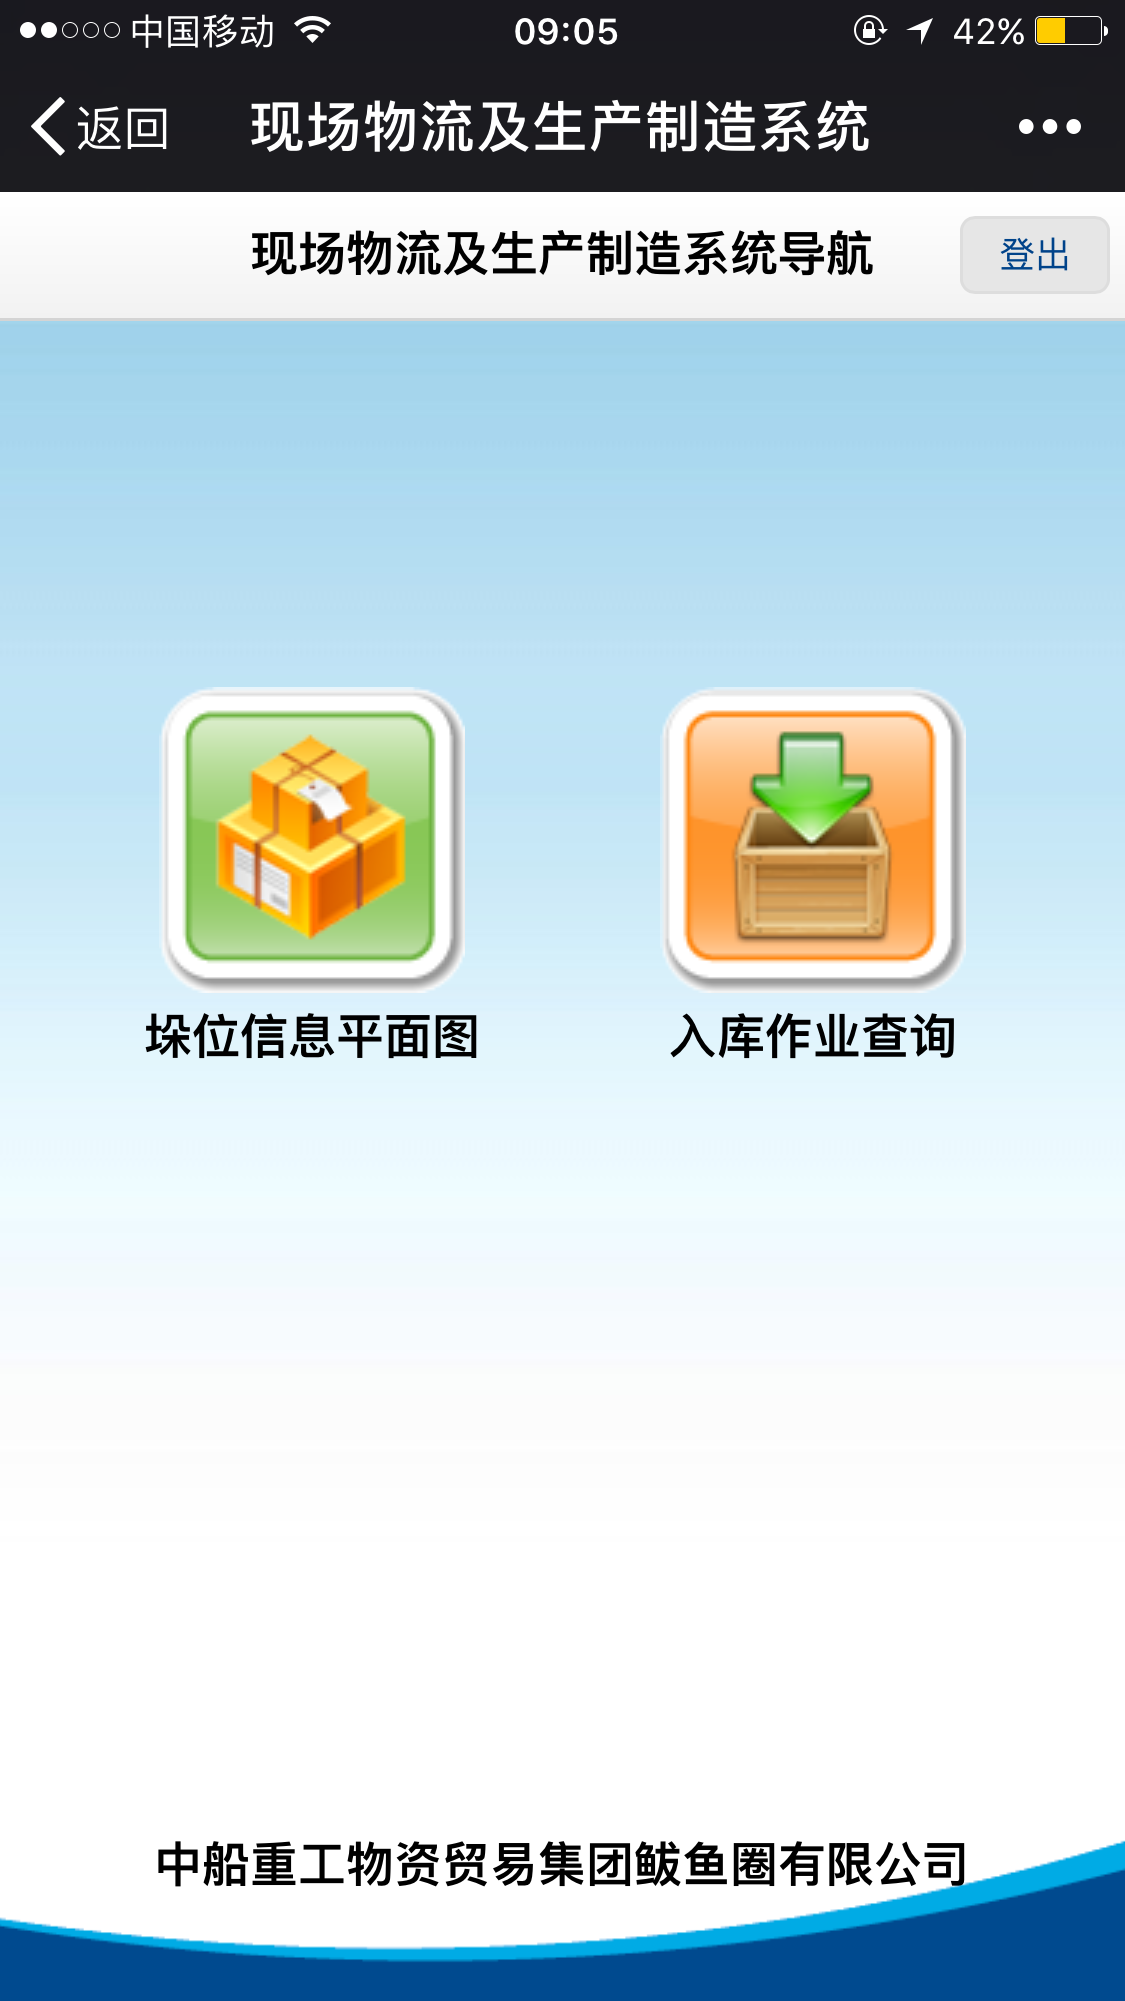 中国移动 09:05 42%
返回 现场物流及生产制造系统
现场物流及生产制造系统导航 登出
垛位信息平面图 入库作业查询
中船重工物资贸易集团鲅鱼圈有限公司